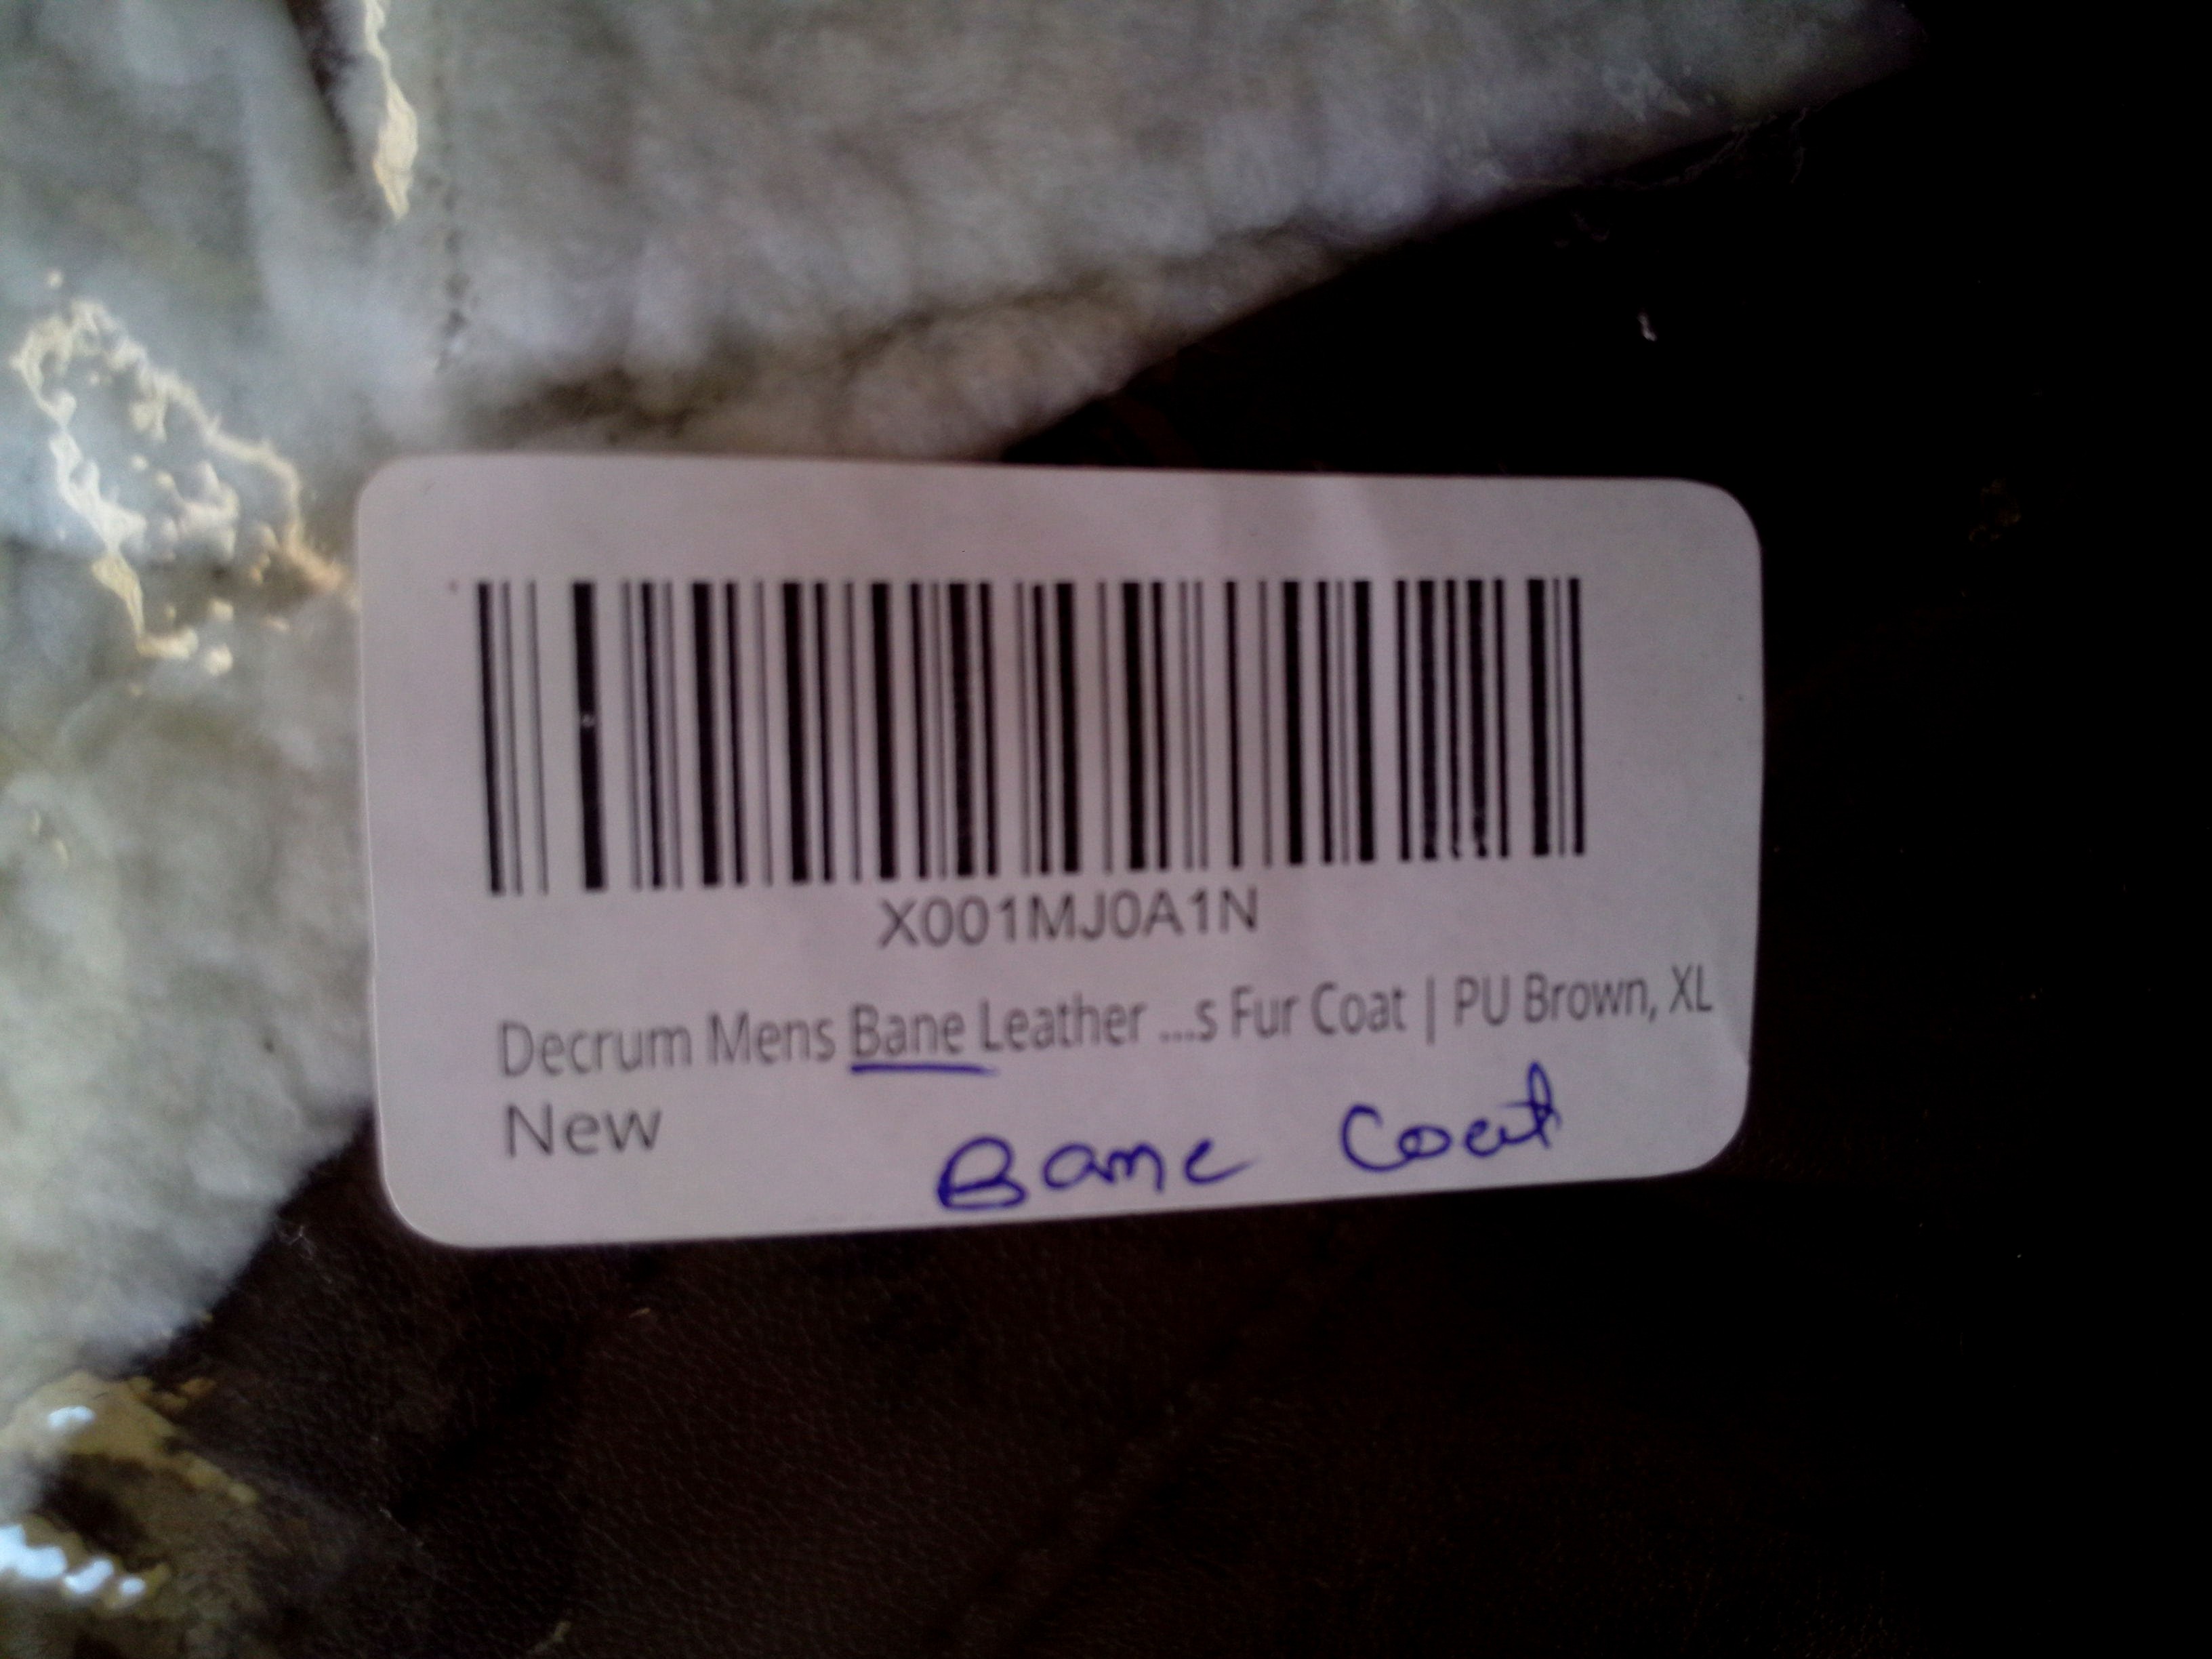 X001MJ0A1N
Decrum Mens Bane Leather ...s Fur Coat | PU Brown, XL
New
Bane Coat